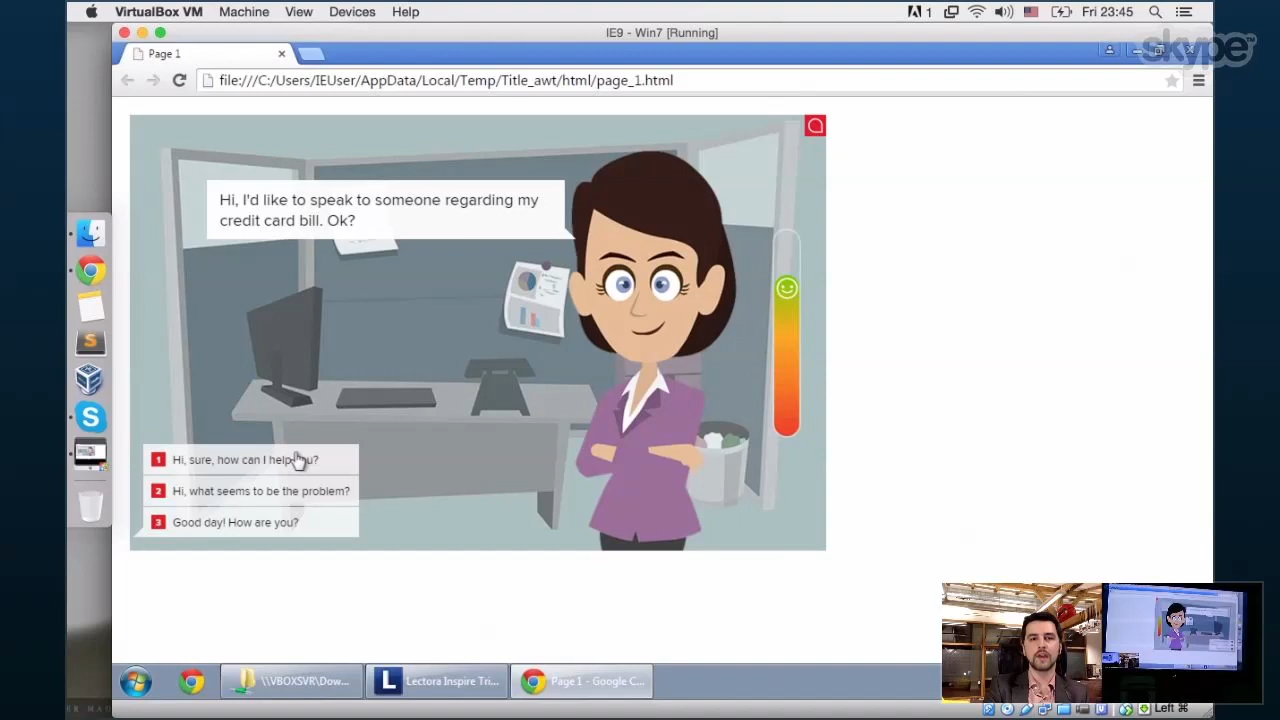 VirtualBox VM Machine View Devices Help
1
Fri 23:45
IE9 - Win7 [Running]
skype™
Page 1
file:///C:/Users/IEUser/AppData/Local/Temp/Title_awt/html/page_1.html
Hi, I'd like to speak to someone regarding my
credit card bill. Ok?
1 Hi, sure, how can I help you?
2 Hi, what seems to be the problem?
3 Good day! How are you?
\\VBOXSVR\Dow...
L Lectora Inspire Tri...
Page 1 - Google C...
Left ⌘